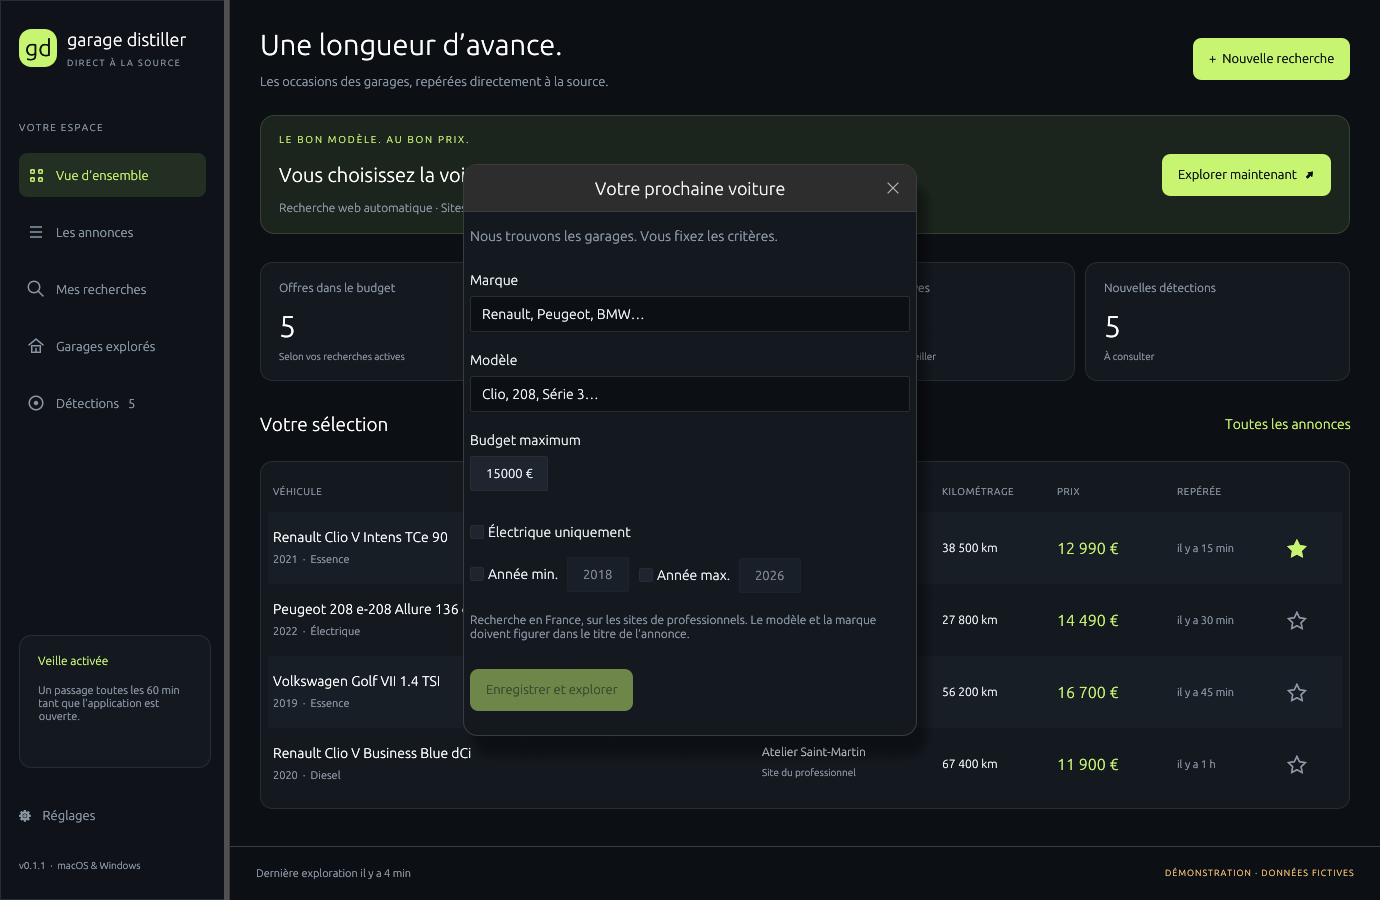 gd
garage distiller
DIRECT À LA SOURCE
VOTRE ESPACE
Vue d'ensemble
Les annonces
Mes recherches
Garages explorés
Détections 5
Veille activée
Un passage toutes les 60 min
tant que l'application est
ouverte.
Réglages
v0.1.1 · macOS & Windows
Une longueur d'avance.
Les occasions des garages, repérées directement à la source.
+ Nouvelle recherche
LE BON MODÈLE. AU BON PRIX.
Vous choisissez la voi
Recherche web automatique · Sites
Explorer maintenant
Offres dans le budget
5
Selon vos recherches actives
Nouvelles détections
5
À consulter
Votre sélection
Toutes les annonces
VÉHICULE
KILOMÉTRAGE PRIX REPÉRÉE
Renault Clio V Intens TCe 90
2021 · Essence
38 500 km 12 990 € il y a 15 min
Peugeot 208 e-208 Allure 136
2022 · Électrique
27 800 km 14 490 € il y a 30 min
Volkswagen Golf VII 1.4 TSI
2019 · Essence
56 200 km 16 700 € il y a 45 min
Renault Clio V Business Blue dCi
2020 · Diesel
Atelier Saint-Martin
Site du professionnel
67 400 km 11 900 € il y a 1 h
Dernière exploration il y a 4 min
DÉMONSTRATION · DONNÉES FICTIVES
Votre prochaine voiture
Nous trouvons les garages. Vous fixez les critères.
Marque
Renault, Peugeot, BMW…
Modèle
Clio, 208, Série 3…
Budget maximum
15000 €
Électrique uniquement
Année min. 2018 Année max. 2026
Recherche en France, sur les sites de professionnels. Le modèle et la marque
doivent figurer dans le titre de l'annonce.
Enregistrer et explorer